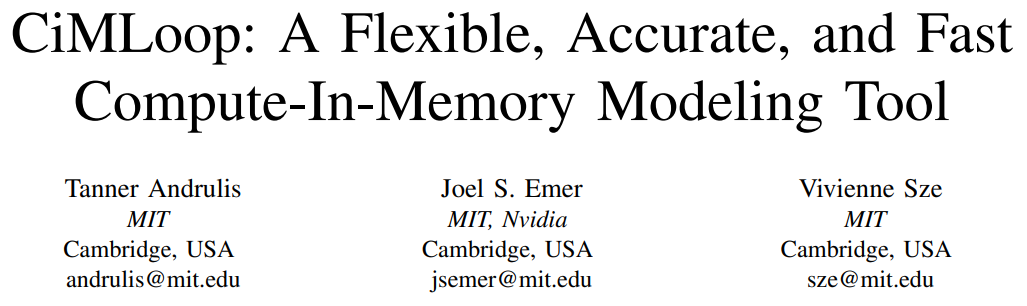 CiMLoop: A Flexible, Accurate, and Fast
Compute-In-Memory Modeling Tool
Tanner Andrulis
MIT
Cambridge, USA
andrulis@mit.edu
Joel S. Emer
MIT, Nvidia
Cambridge, USA
jsemer@mit.edu
Vivienne Sze
MIT
Cambridge, USA
sze@mit.edu